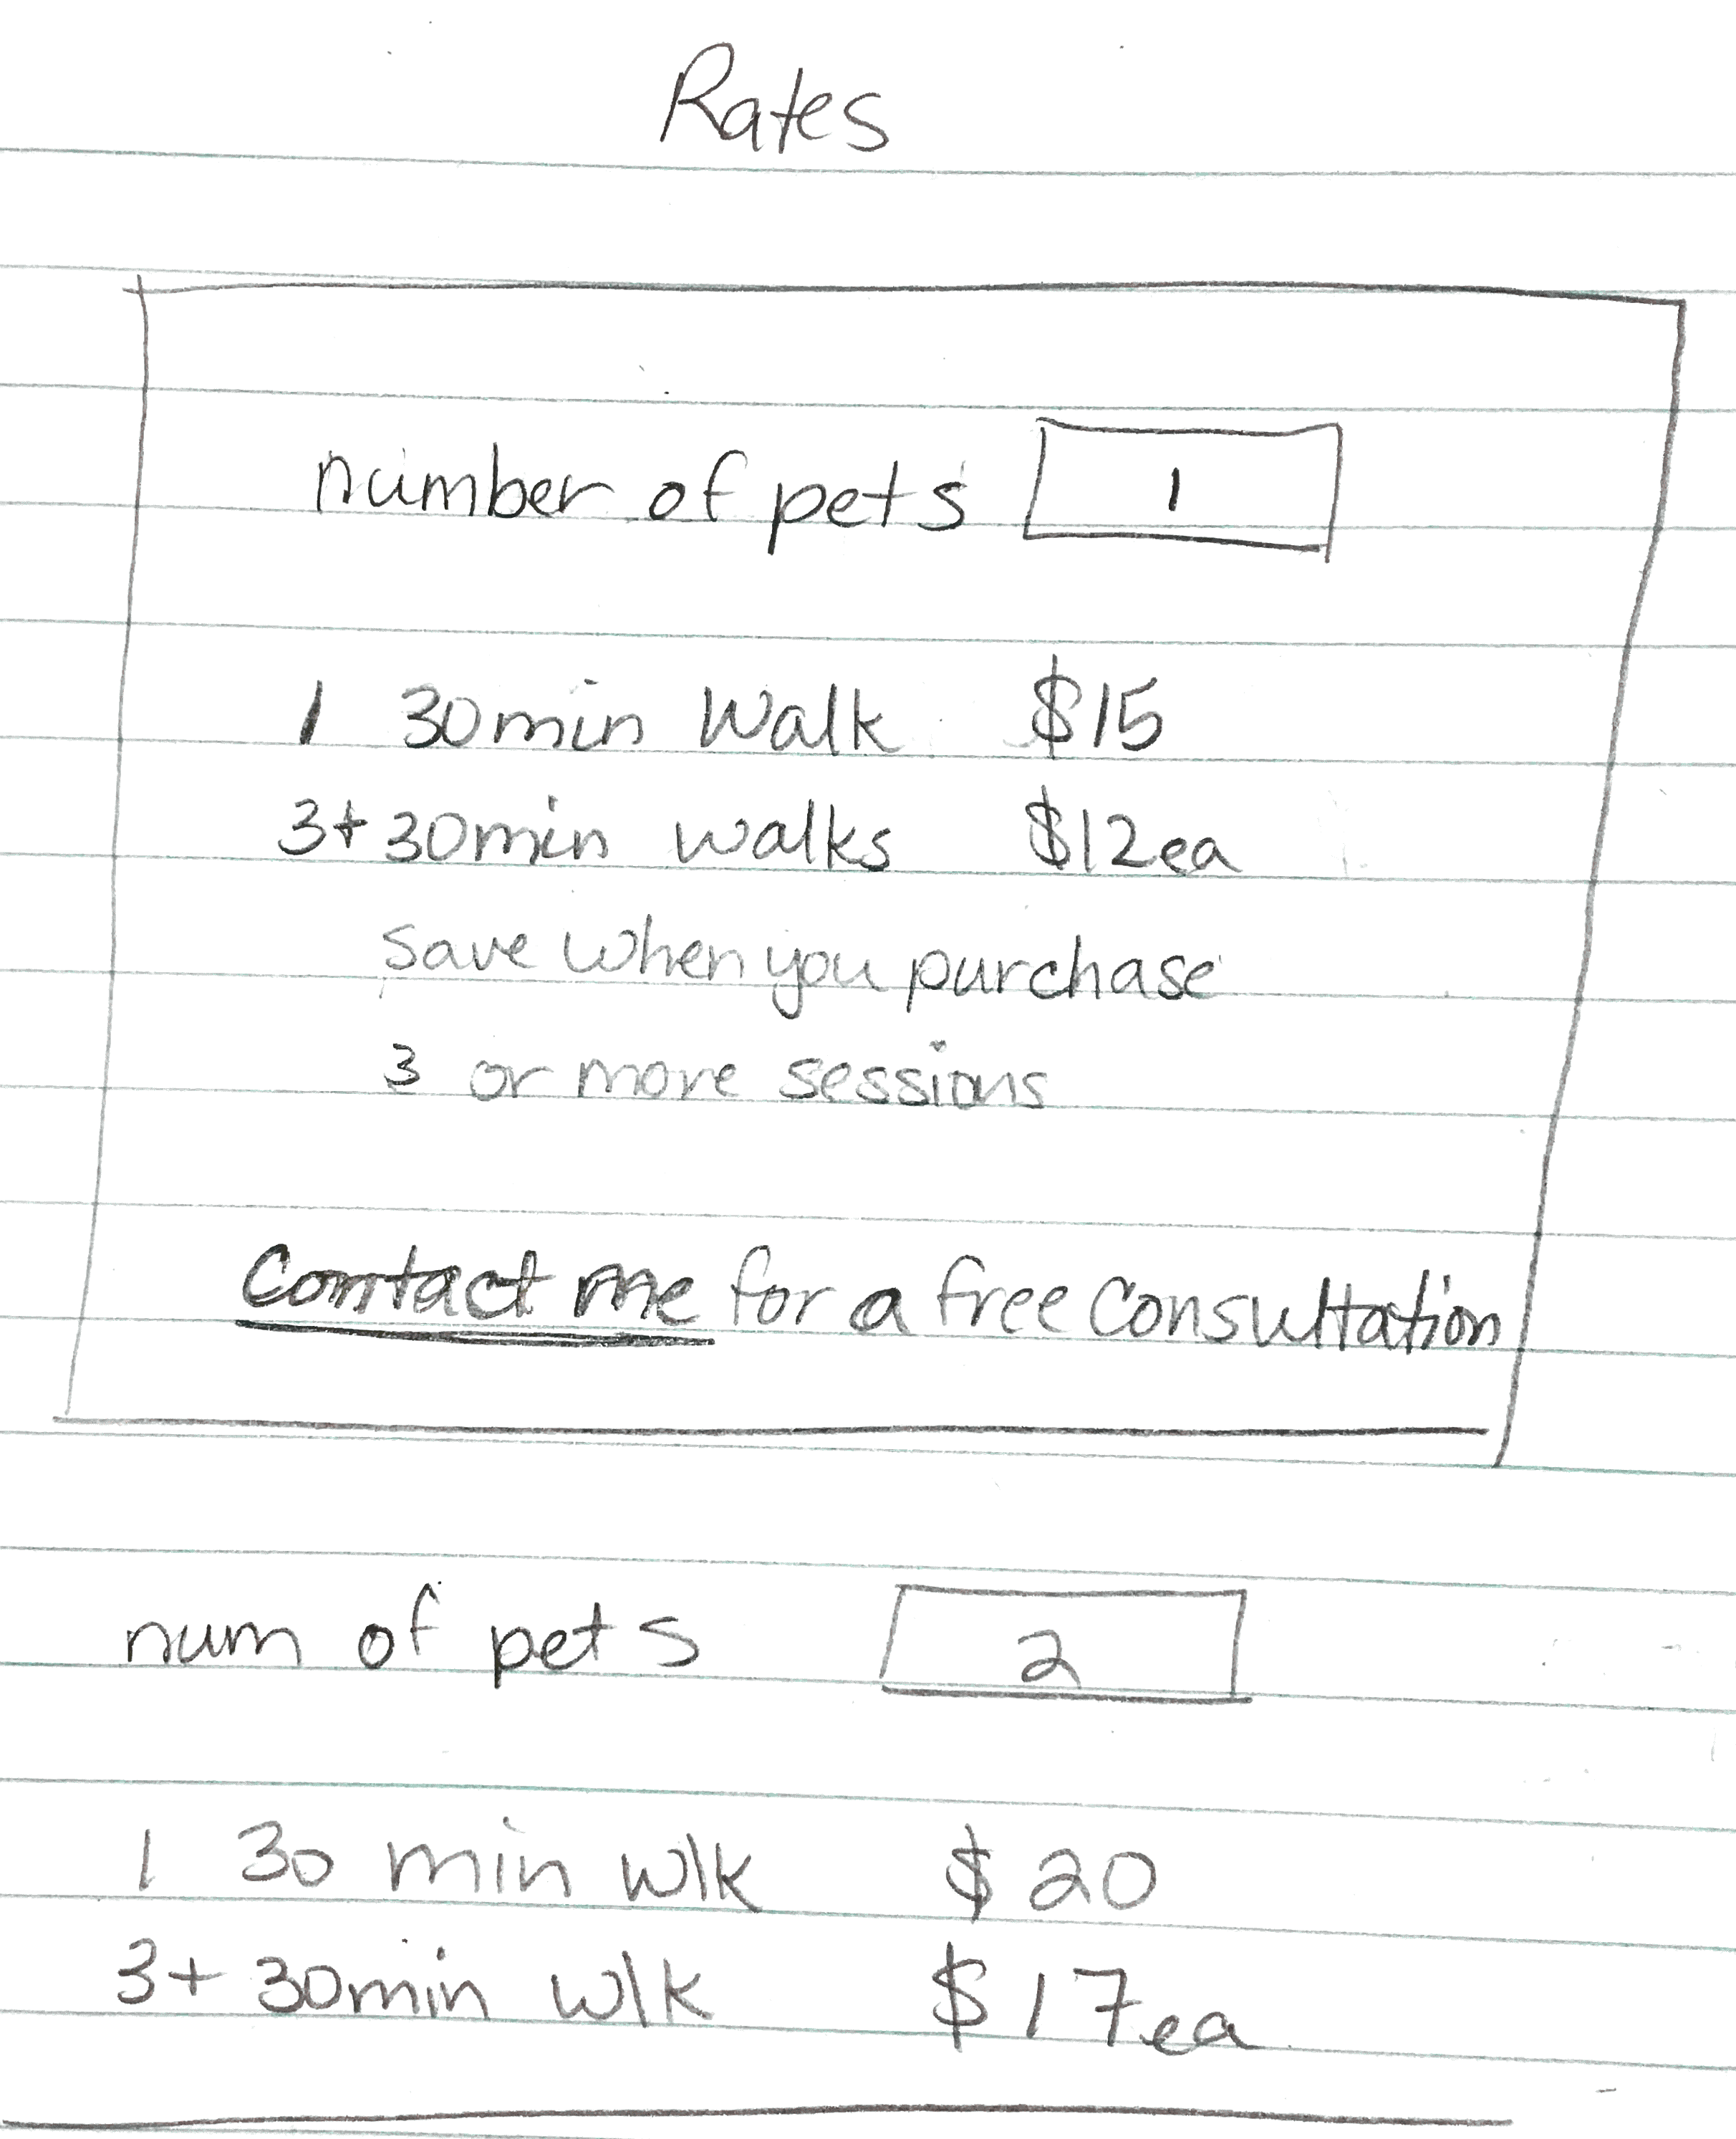 Rates
number of pets 1
1 30min Walk $15
3+ 30min walks $12ea
save when you purchase
3 or more sessions
Contact me for a free consultation
num of pets 2
1 30 min wlk $20
3+ 30min wlk $17ea